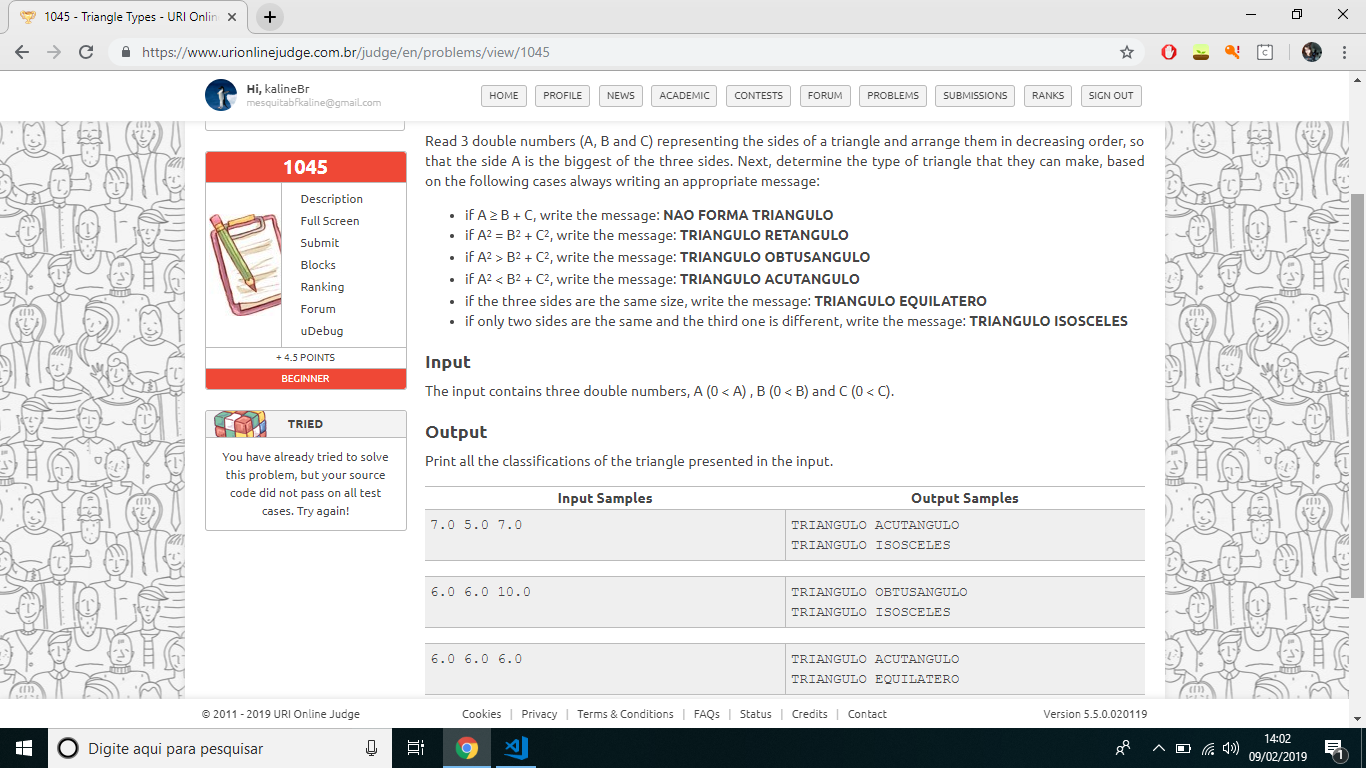 1045 - Triangle Types - URI Onlin
https://www.urionlinejudge.com.br/judge/en/problems/view/1045
Hi, kalineBr
mesquitabfkaline@gmail.com
HOME
PROFILE
NEWS
ACADEMIC
CONTESTS
FORUM
PROBLEMS
SUBMISSIONS
RANKS
SIGN OUT
1045
Description
Full Screen
Submit
Blocks
Ranking
Forum
uDebug
+ 4.5 POINTS
BEGINNER
TRIED
You have already tried to solve
this problem, but your source
code did not pass on all test
cases. Try again!
Read 3 double numbers (A, B and C) representing the sides of a triangle and arrange them in decreasing order, so
that the side A is the biggest of the three sides. Next, determine the type of triangle that they can make, based
on the following cases always writing an appropriate message:
• if A ≥ B + C, write the message: NAO FORMA TRIANGULO
• if A² = B² + C², write the message: TRIANGULO RETANGULO
• if A² > B² + C², write the message: TRIANGULO OBTUSANGULO
• if A² < B² + C², write the message: TRIANGULO ACUTANGULO
• if the three sides are the same size, write the message: TRIANGULO EQUILATERO
• if only two sides are the same and the third one is different, write the message: TRIANGULO ISOSCELES
Input
The input contains three double numbers, A (0 < A) , B (0 < B) and C (0 < C).
Output
Print all the classifications of the triangle presented in the input.
Input Samples
Output Samples
7.0 5.0 7.0
TRIANGULO ACUTANGULO
TRIANGULO ISOSCELES
6.0 6.0 10.0
TRIANGULO OBTUSANGULO
TRIANGULO ISOSCELES
6.0 6.0 6.0
TRIANGULO ACUTANGULO
TRIANGULO EQUILATERO
© 2011 - 2019 URI Online Judge
Cookies | Privacy | Terms & Conditions | FAQs | Status | Credits | Contact
Version 5.5.0.020119
Digite aqui para pesquisar
14:02
09/02/2019
1